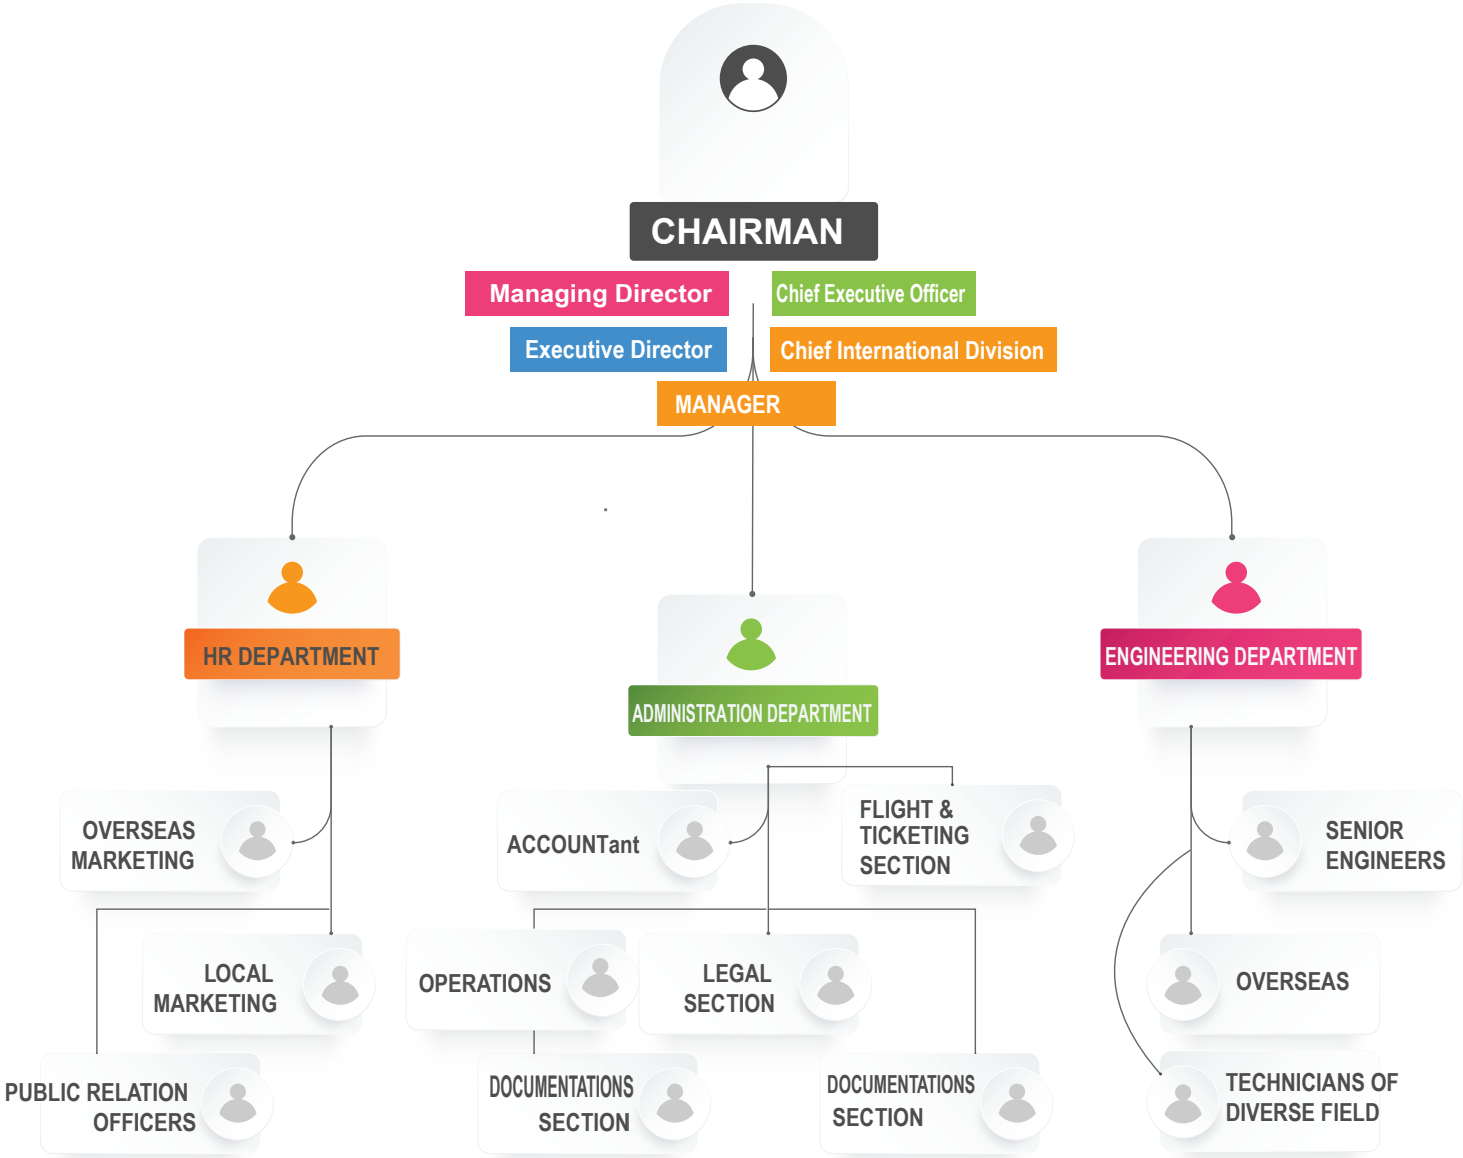 CHAIRMAN
Managing Director
Chief Executive Officer
Executive Director
Chief International Division
MANAGER
HR DEPARTMENT
ADMINISTRATION DEPARTMENT
ENGINEERING DEPARTMENT
OVERSEAS
MARKETING
ACCOUNTant
FLIGHT &
TICKETING
SECTION
SENIOR
ENGINEERS
LOCAL
MARKETING
OPERATIONS
LEGAL
SECTION
OVERSEAS
PUBLIC RELATION
OFFICERS
DOCUMENTATIONS
SECTION
DOCUMENTATIONS
SECTION
TECHNICIANS OF
DIVERSE FIELD